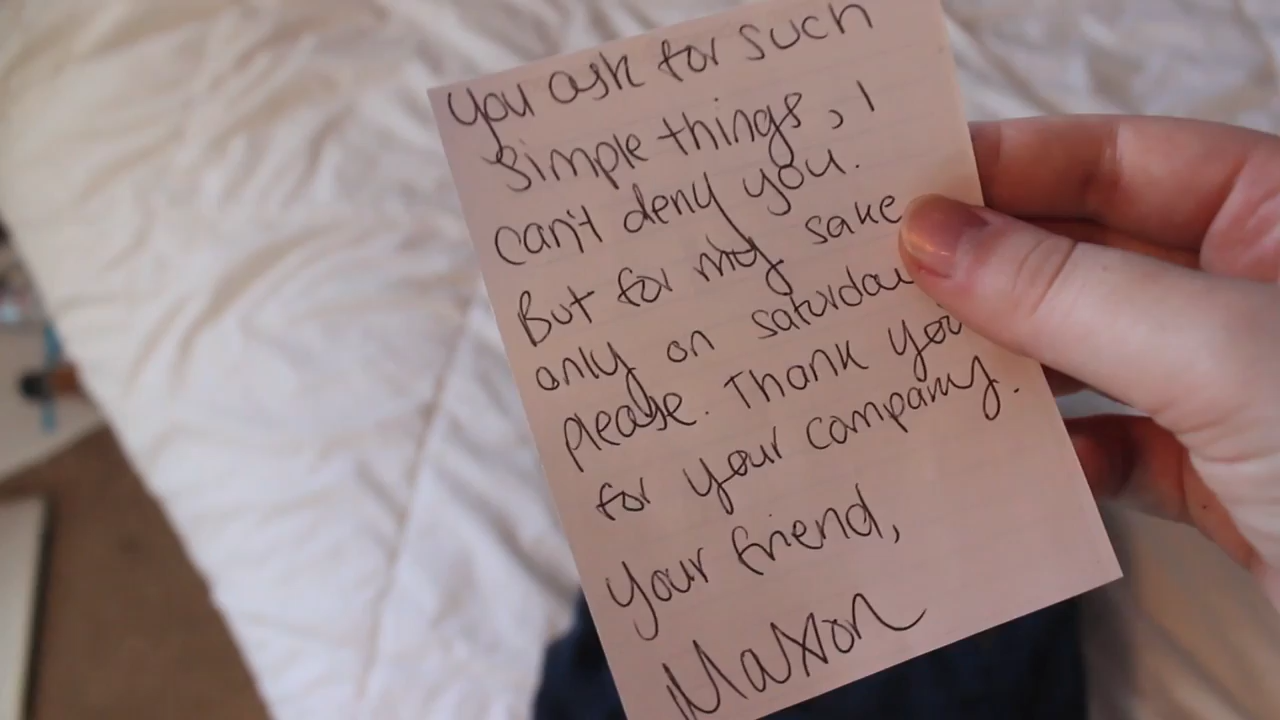 You ask for such
simple things, I
can't deny you.
But for my sake
only on saturday
please. Thank you
for your company.
Your friend,
Maxon